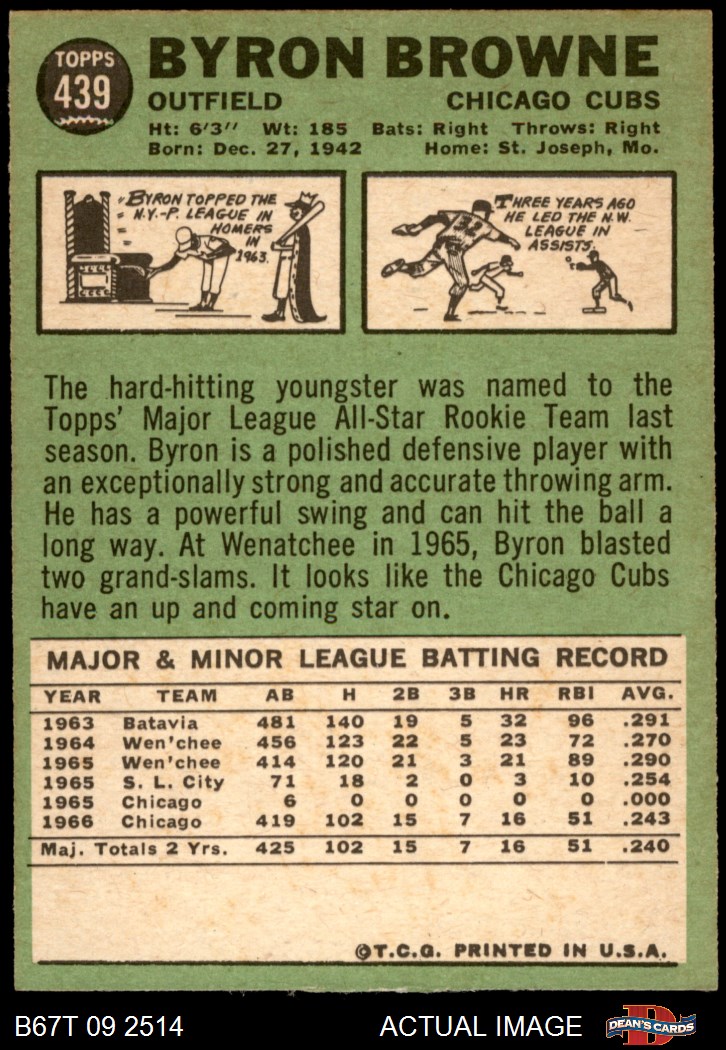 TOPPS
439
BYRON BROWNE
OUTFIELD CHICAGO CUBS
Ht: 6'3'' Wt: 185 Bats: Right Throws: Right
Born: Dec. 27, 1942 Home: St. Joseph, Mo.
BYRON TOPPED THE
N.Y.-P. LEAGUE IN
HOMERS
IN
1963.
THREE YEARS AGO
HE LED THE N.W.
LEAGUE IN
ASSISTS.
The hard-hitting youngster was named to the
Topps' Major League All-Star Rookie Team last
season. Byron is a polished defensive player with
an exceptionally strong and accurate throwing arm.
He has a powerful swing and can hit the ball a
long way. At Wenatchee in 1965, Byron blasted
two grand-slams. It looks like the Chicago Cubs
have an up and coming star on.
MAJOR & MINOR LEAGUE BATTING RECORD
YEAR TEAM AB H 2B 3B HR RBI AVG.
1963 Batavia 481 140 19 5 32 96 .291
1964 Wen'chee 456 123 22 5 23 72 .270
1965 Wen'chee 414 120 21 3 21 89 .290
1965 S. L. City 71 18 2 0 3 10 .254
1965 Chicago 6 0 0 0 0 0 .000
1966 Chicago 419 102 15 7 16 51 .243
Maj. Totals 2 Yrs. 425 102 15 7 16 51 .240
©T.C.G. PRINTED IN U.S.A.
B67T 09 2514 ACTUAL IMAGE
D
DEAN'S CARDS